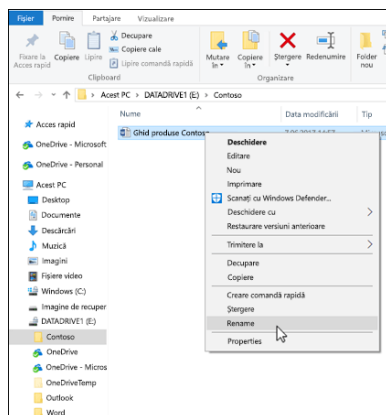 Fișier Pornire Partajare Vizualizare
Fixare la Acces rapid
Copiere
Lipire
Decupare
Copiere cale
Lipire comandă rapidă
Mutare în
Copiere în
Ștergere
Redenumire
Folder nou
Clipboard
Organizare
Acest PC > DATADRIVE1 (E:) > Contoso
Nume Data modificării Tip
Ghid produse Contoso
Acces rapid
OneDrive - Microsoft
OneDrive - Personal
Acest PC
Desktop
Documente
Descărcări
Muzică
Imagini
Fișiere video
Windows (C:)
Imagine de recuper
DATADRIVE1 (E:)
Contoso
OneDrive
OneDrive - Micros
OneDriveTemp
Outlook
Word
Deschidere
Editare
Nou
Imprimare
Scanați cu Windows Defender...
Deschidere cu
Restaurare versiuni anterioare
Trimitere la
Decupare
Copiere
Creare comandă rapidă
Ștergere
Rename
Properties